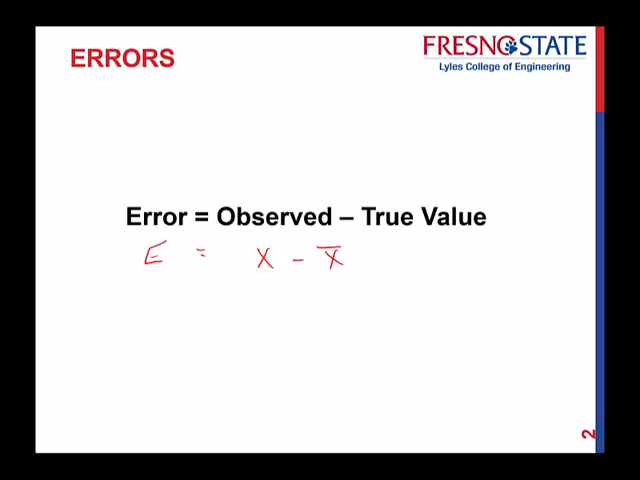 ERRORS
FRESNO STATE
Lyles College of Engineering
Error = Observed – True Value
E = X - X̅
2